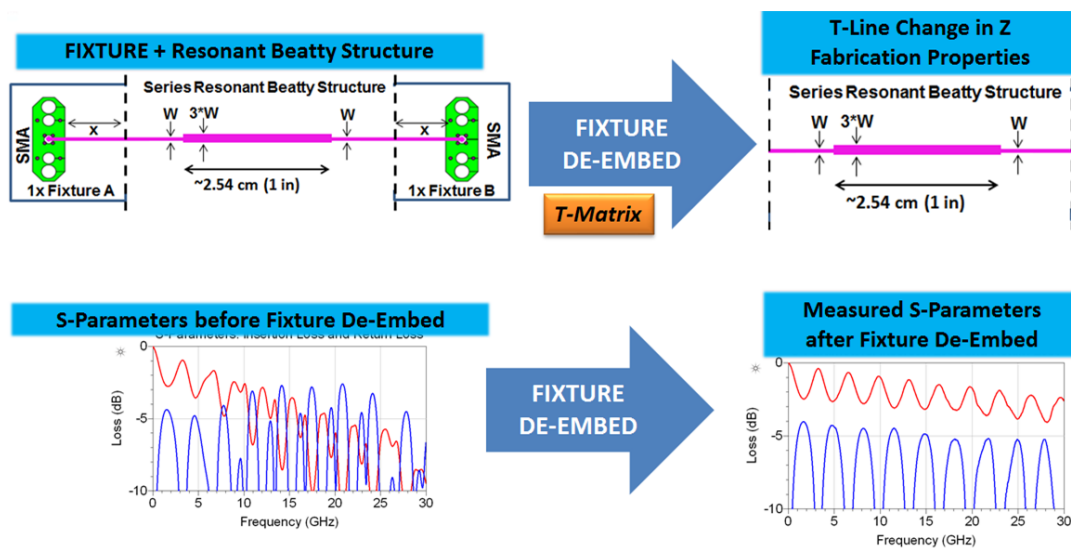 FIXTURE + Resonant Beatty Structure
Series Resonant Beatty Structure
W
3*W
W
x
x
SMA
SMA
~2.54 cm (1 in)
1x Fixture A
1x Fixture B
FIXTURE
DE-EMBED
T-Matrix
T-Line Change in Z
Fabrication Properties
Series Resonant Beatty Structure
W
3*W
W
~2.54 cm (1 in)
S-Parameters before Fixture De-Embed
S-Parameters: Insertion Loss and Return Loss
Loss (dB)
0
-5
-10
0
5
10
15
20
25
30
Frequency (GHz)
FIXTURE
DE-EMBED
Measured S-Parameters
after Fixture De-Embed
Loss (dB)
0
-5
-10
0
5
10
15
20
25
30
Frequency (GHz)